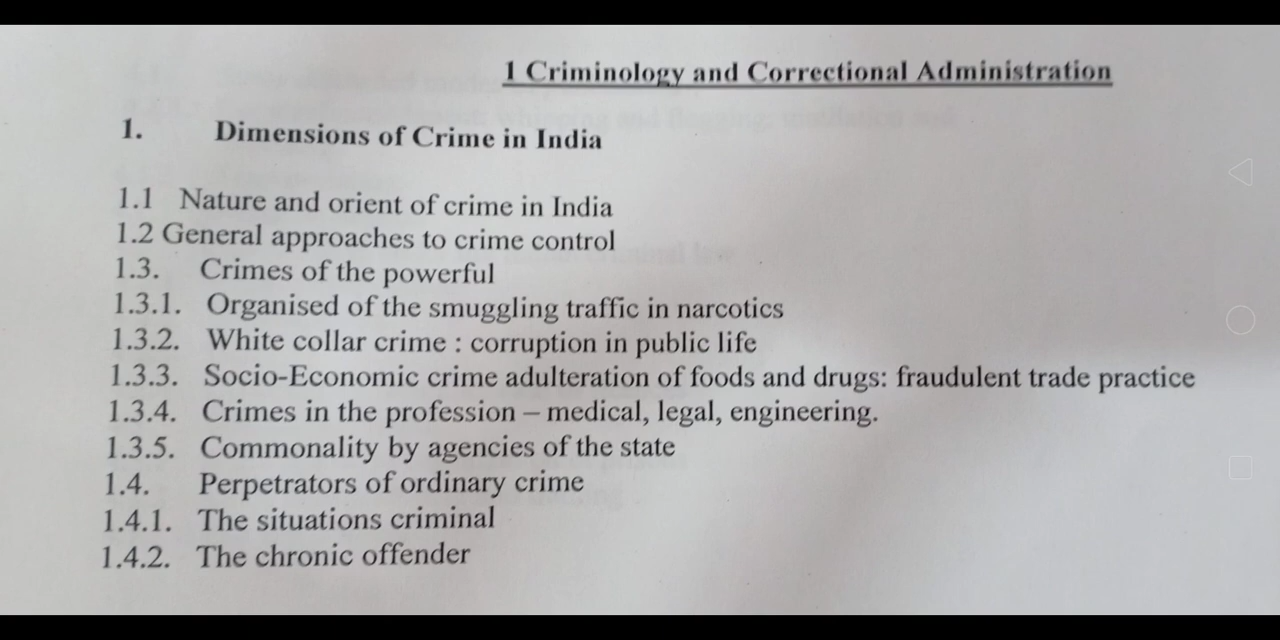 1 Criminology and Correctional Administration
1. Dimensions of Crime in India
1.1 Nature and orient of crime in India
1.2 General approaches to crime control
1.3. Crimes of the powerful
1.3.1. Organised of the smuggling traffic in narcotics
1.3.2. White collar crime : corruption in public life
1.3.3. Socio-Economic crime adulteration of foods and drugs: fraudulent trade practice
1.3.4. Crimes in the profession – medical, legal, engineering.
1.3.5. Commonality by agencies of the state
1.4. Perpetrators of ordinary crime
1.4.1. The situations criminal
1.4.2. The chronic offender